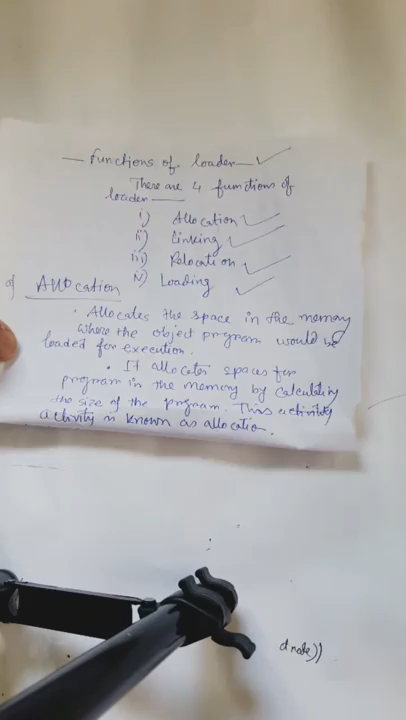 — Functions of loader —
There are 4 functions of
loader —
i) Allocation
ii) Linking
iii) Relocation
iv) Loading
of Allocation
• Allocates the space in the memory
where the object program would be
loaded for execution.
• It allocates spaces for
program in the memory by calculating
the size of the program. This activity
activity is known as allocation.
d node))